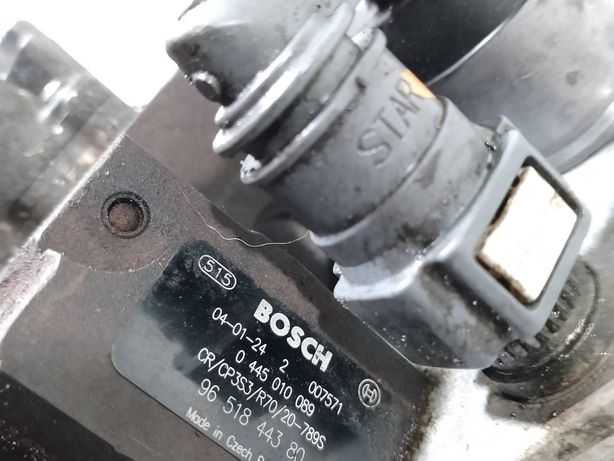 STAR
515
BOSCH
04-01-24 2 007571
0 445 010 089
CR/CP3S3/R70/20-789S
96 518 443 80
Made in Czech